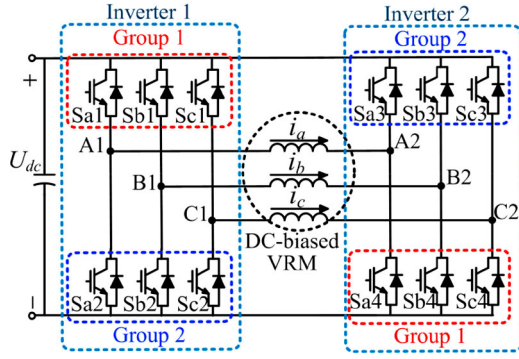 Inverter 1 Inverter 2
Group 1 Group 2
+
Sa1 Sb1 Sc1 Sa3 Sb3 Sc3
A1 ia A2
Udc
B1 ib B2
C1 ic C2
DC-biased
VRM
Sa2 Sb2 Sc2 Sa4 Sb4 Sc4
−
Group 2 Group 1